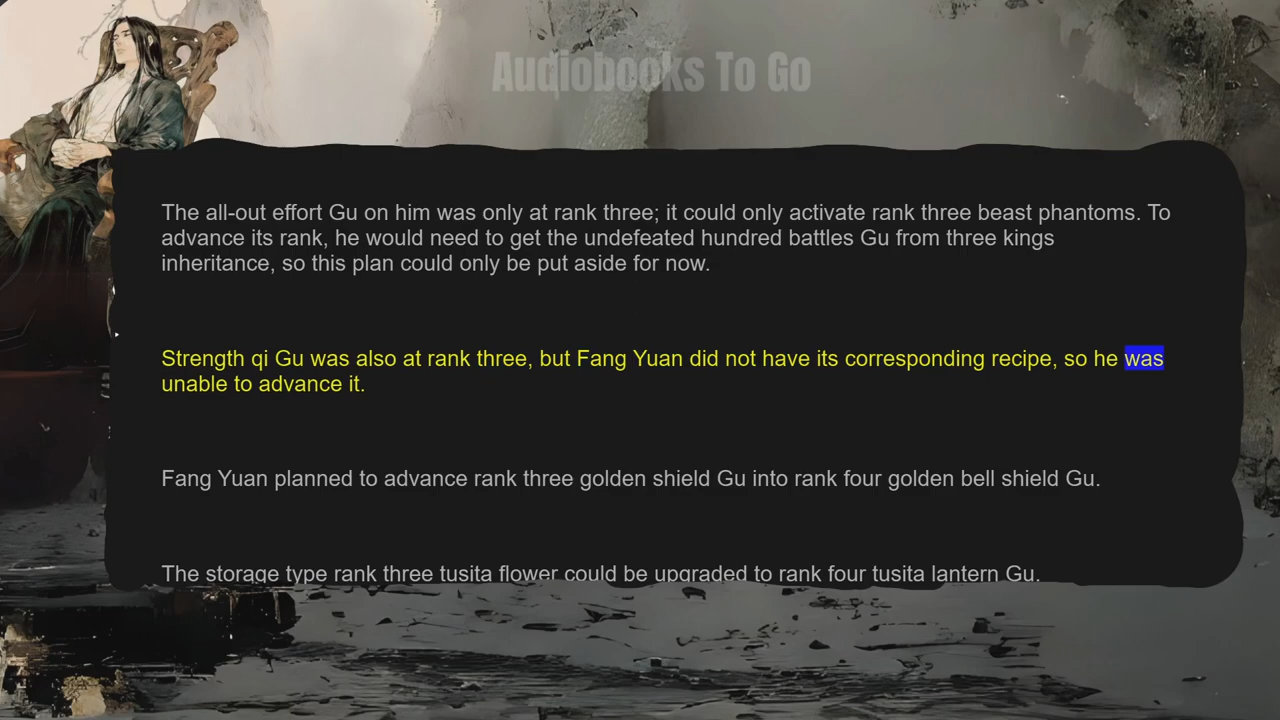 Audiobooks To Go
The all-out effort Gu on him was only at rank three; it could only activate rank three beast phantoms. To
advance its rank, he would need to get the undefeated hundred battles Gu from three kings
inheritance, so this plan could only be put aside for now.
Strength qi Gu was also at rank three, but Fang Yuan did not have its corresponding recipe, so he was
unable to advance it.
Fang Yuan planned to advance rank three golden shield Gu into rank four golden bell shield Gu.
The storage type rank three tusita flower could be upgraded to rank four tusita lantern Gu.